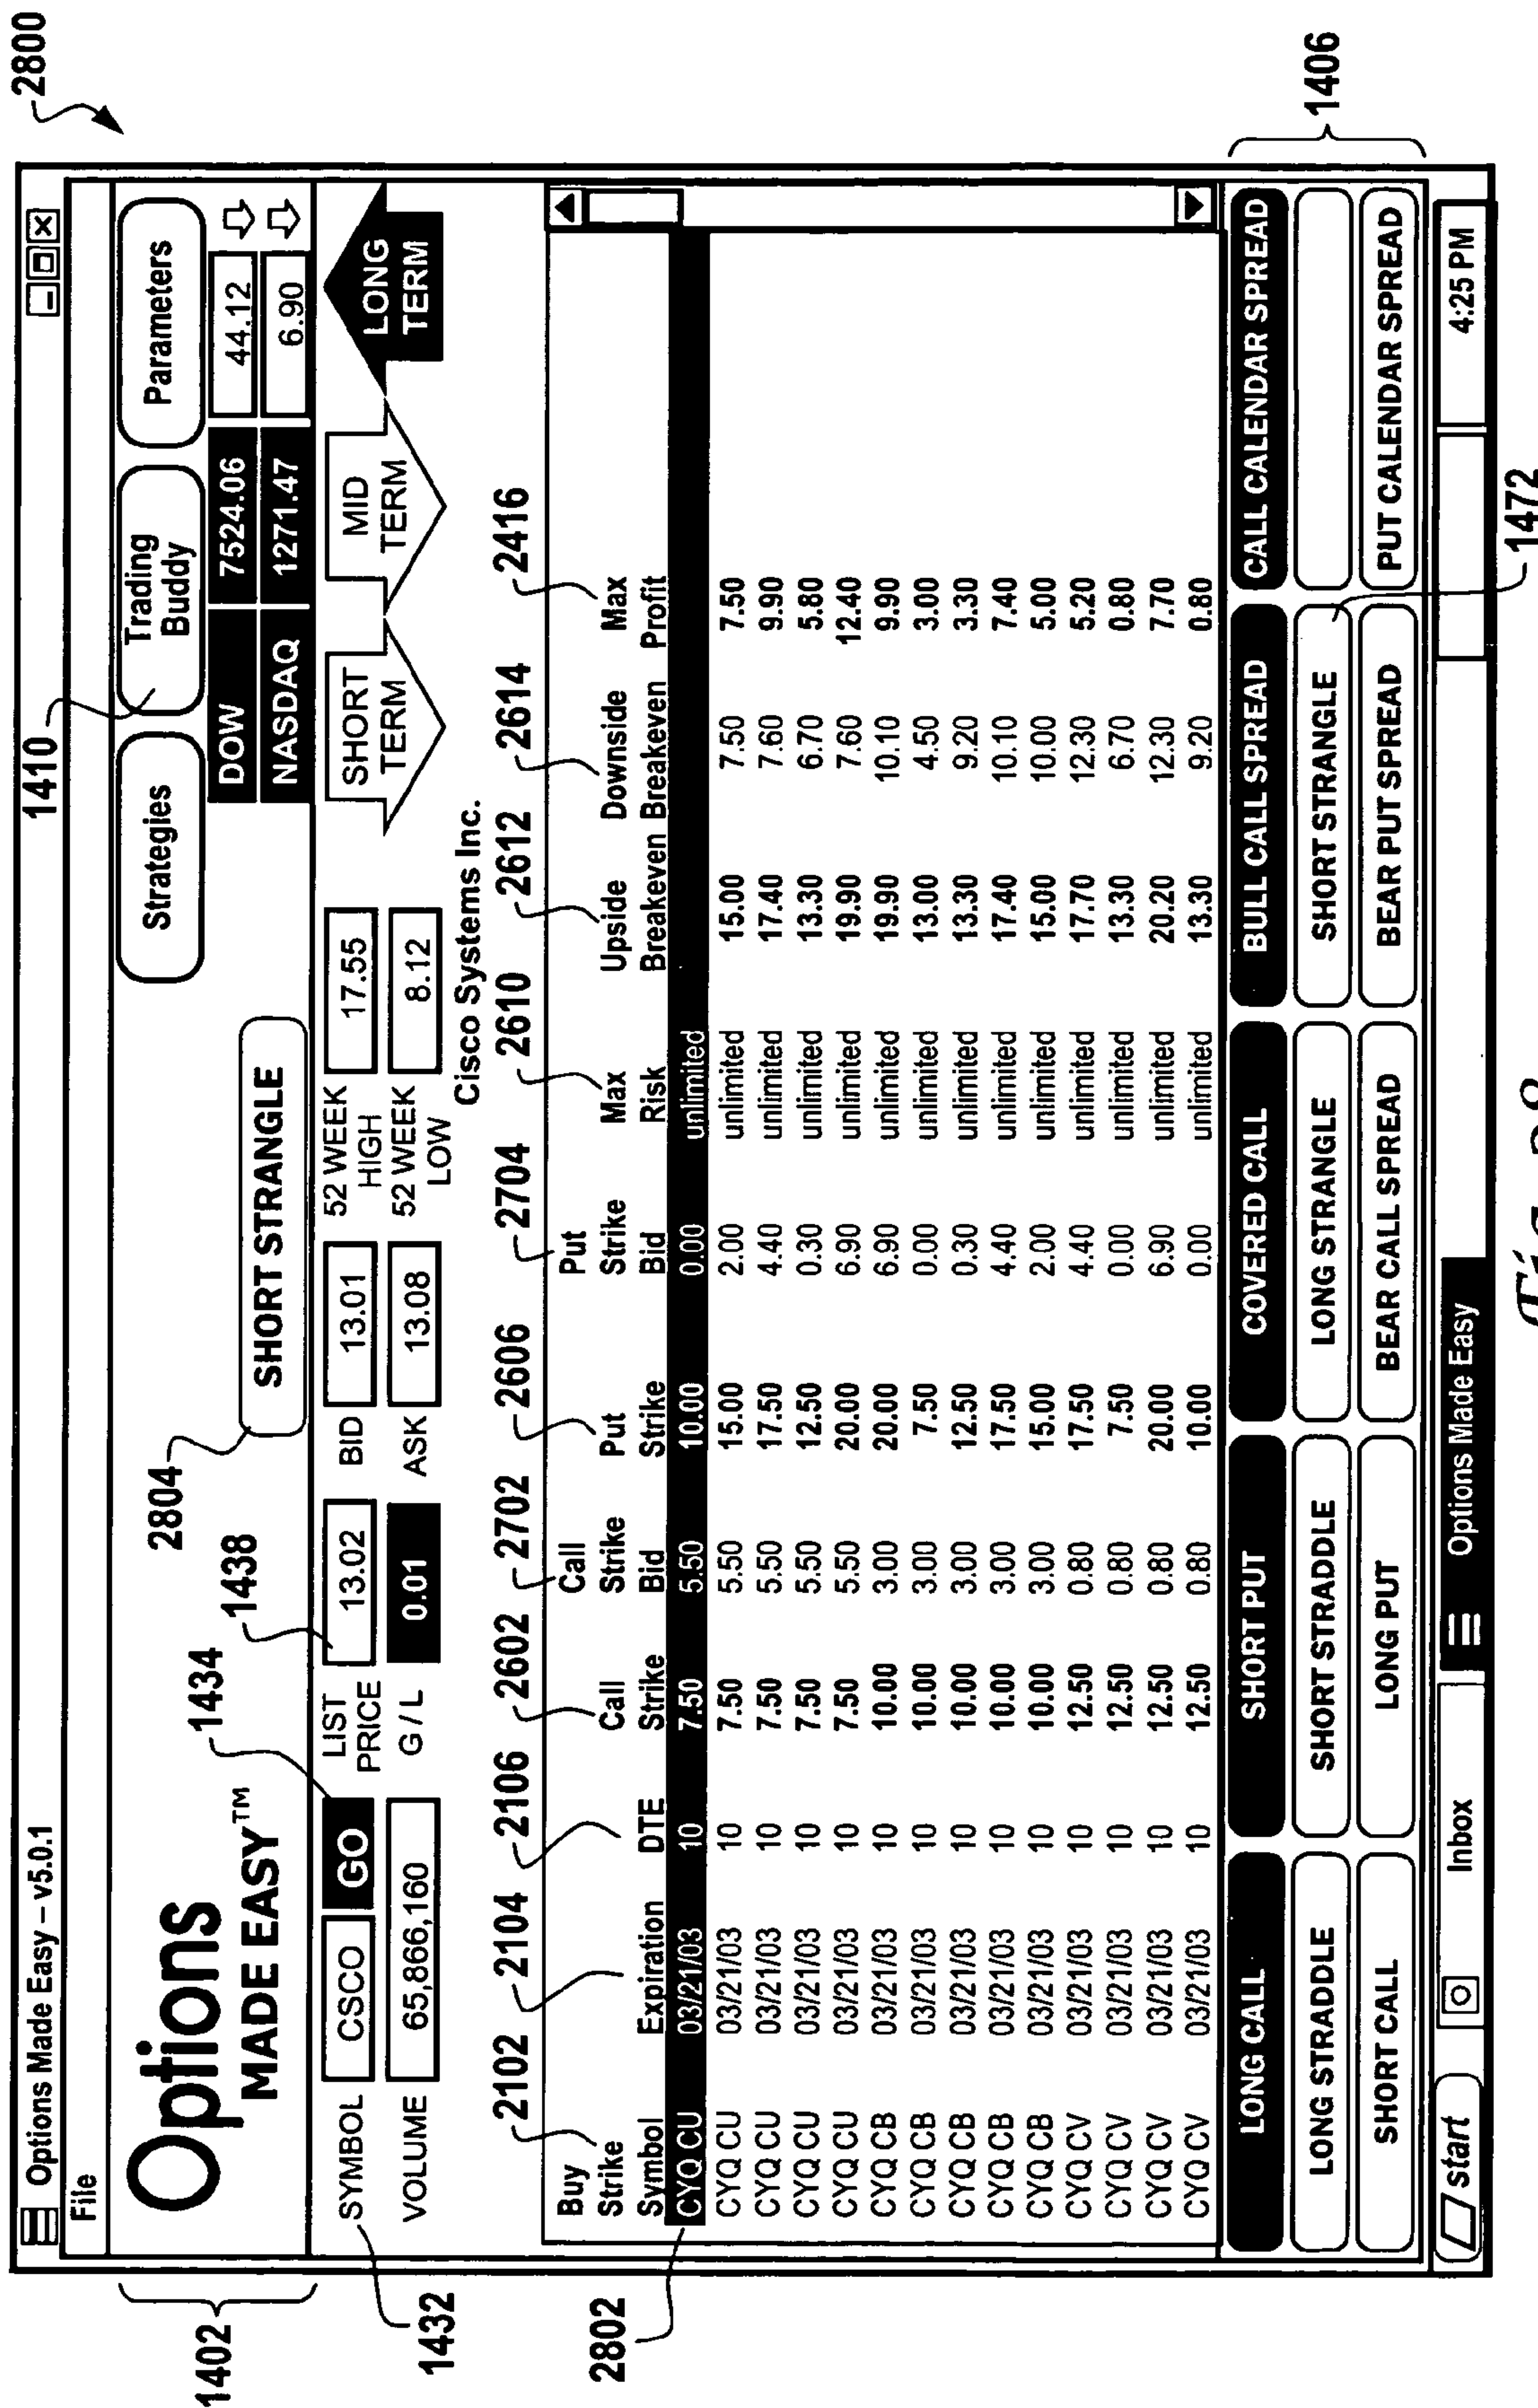 2800
1410
Options Made Easy – v5.0.1
File
1402
Options
MADE EASY™
Strategies
Trading
Buddy
Parameters
2804
SHORT STRANGLE
DOW 7524.06 44.12
NASDAQ 1271.47 6.90
1434
1438
1432
SYMBOL CSCO GO LIST PRICE 13.02 BID 13.01 52 WEEK HIGH 17.55 SHORT TERM MID TERM LONG TERM
VOLUME 65,866,160 G / L 0.01 ASK 13.08 52 WEEK LOW 8.12
Cisco Systems Inc.
2102 2104 2106 2602 2702 2606 2704 2610 2612 2614 2416
Buy Call Put
Strike Call Strike Put Strike Max Upside Downside Max
Symbol Expiration DTE Strike Bid Strike Bid Risk Breakeven Breakeven Profit
2802
CYQ CU 03/21/03 10 7.50 5.50 10.00 0.00 unlimited
CYQ CU 03/21/03 10 7.50 5.50 15.00 2.00 unlimited 15.00 7.50 7.50
CYQ CU 03/21/03 10 7.50 5.50 17.50 4.40 unlimited 17.40 7.60 9.90
CYQ CU 03/21/03 10 7.50 5.50 12.50 0.30 unlimited 13.30 6.70 5.80
CYQ CU 03/21/03 10 7.50 5.50 20.00 6.90 unlimited 19.90 7.60 12.40
CYQ CB 03/21/03 10 10.00 3.00 20.00 6.90 unlimited 19.90 10.10 9.90
CYQ CB 03/21/03 10 10.00 3.00 7.50 0.00 unlimited 13.00 4.50 3.00
CYQ CB 03/21/03 10 10.00 3.00 12.50 0.30 unlimited 13.30 9.20 3.30
CYQ CB 03/21/03 10 10.00 3.00 17.50 4.40 unlimited 17.40 10.10 7.40
CYQ CB 03/21/03 10 10.00 3.00 15.00 2.00 unlimited 15.00 10.00 5.00
CYQ CV 03/21/03 10 12.50 0.80 17.50 4.40 unlimited 17.70 12.30 5.20
CYQ CV 03/21/03 10 12.50 0.80 7.50 0.00 unlimited 13.30 6.70 0.80
CYQ CV 03/21/03 10 12.50 0.80 20.00 6.90 unlimited 20.20 12.30 7.70
CYQ CV 03/21/03 10 12.50 0.80 10.00 0.00 unlimited 13.30 9.20 0.80
LONG CALL SHORT PUT COVERED CALL BULL CALL SPREAD CALL CALENDAR SPREAD
LONG STRADDLE SHORT STRADDLE LONG STRANGLE SHORT STRANGLE
SHORT CALL LONG PUT BEAR CALL SPREAD BEAR PUT SPREAD PUT CALENDAR SPREAD
1406
start Inbox Options Made Easy 4:25 PM
1472